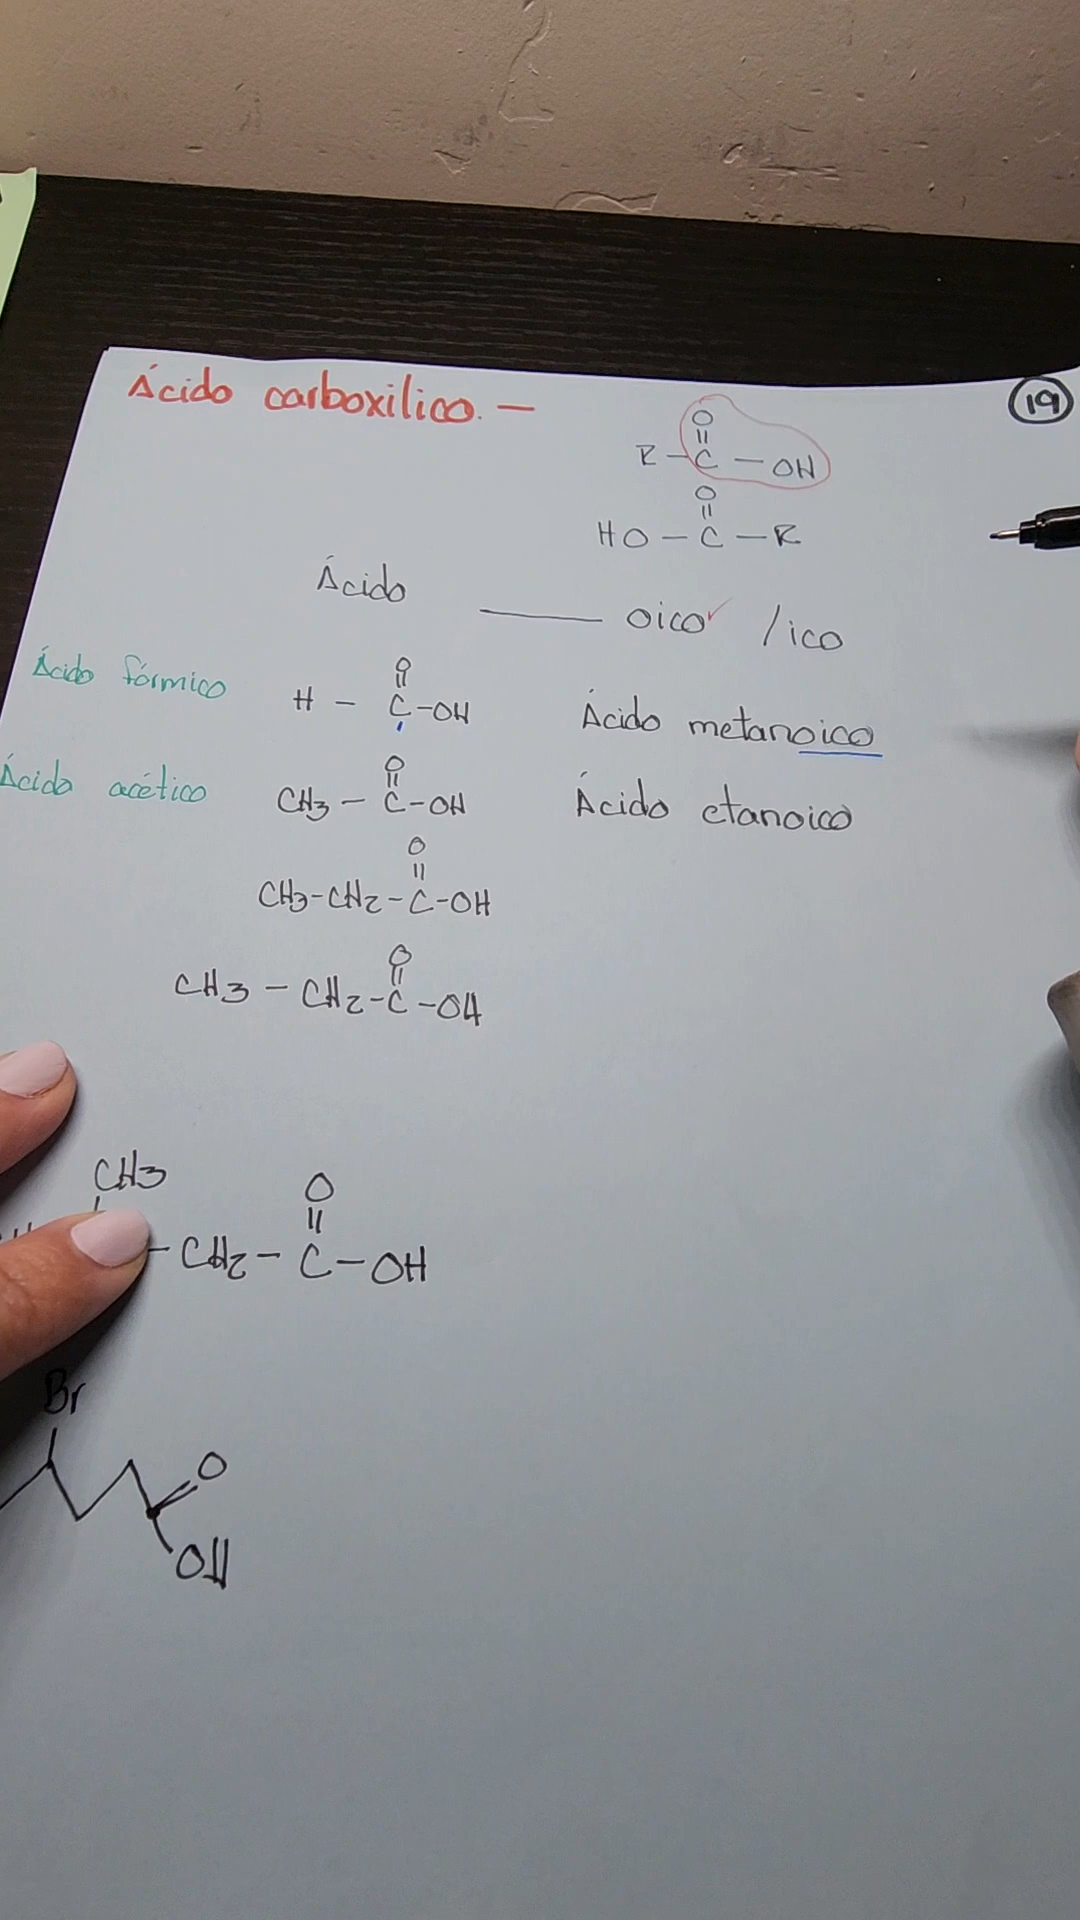 Ácido carboxilico. —
19
O
R — C — OH
O
HO — C — R
Ácido
——— oico /ico
Ácido fórmico
O
H — C — OH
Ácido metanoico
Ácido acético
O
CH3 — C — OH
Ácido etanoico
O
CH3-CH2-C-OH
O
CH3 — CH2-C-OH
CH3
O
-CH2-C-OH
Br
O
OH